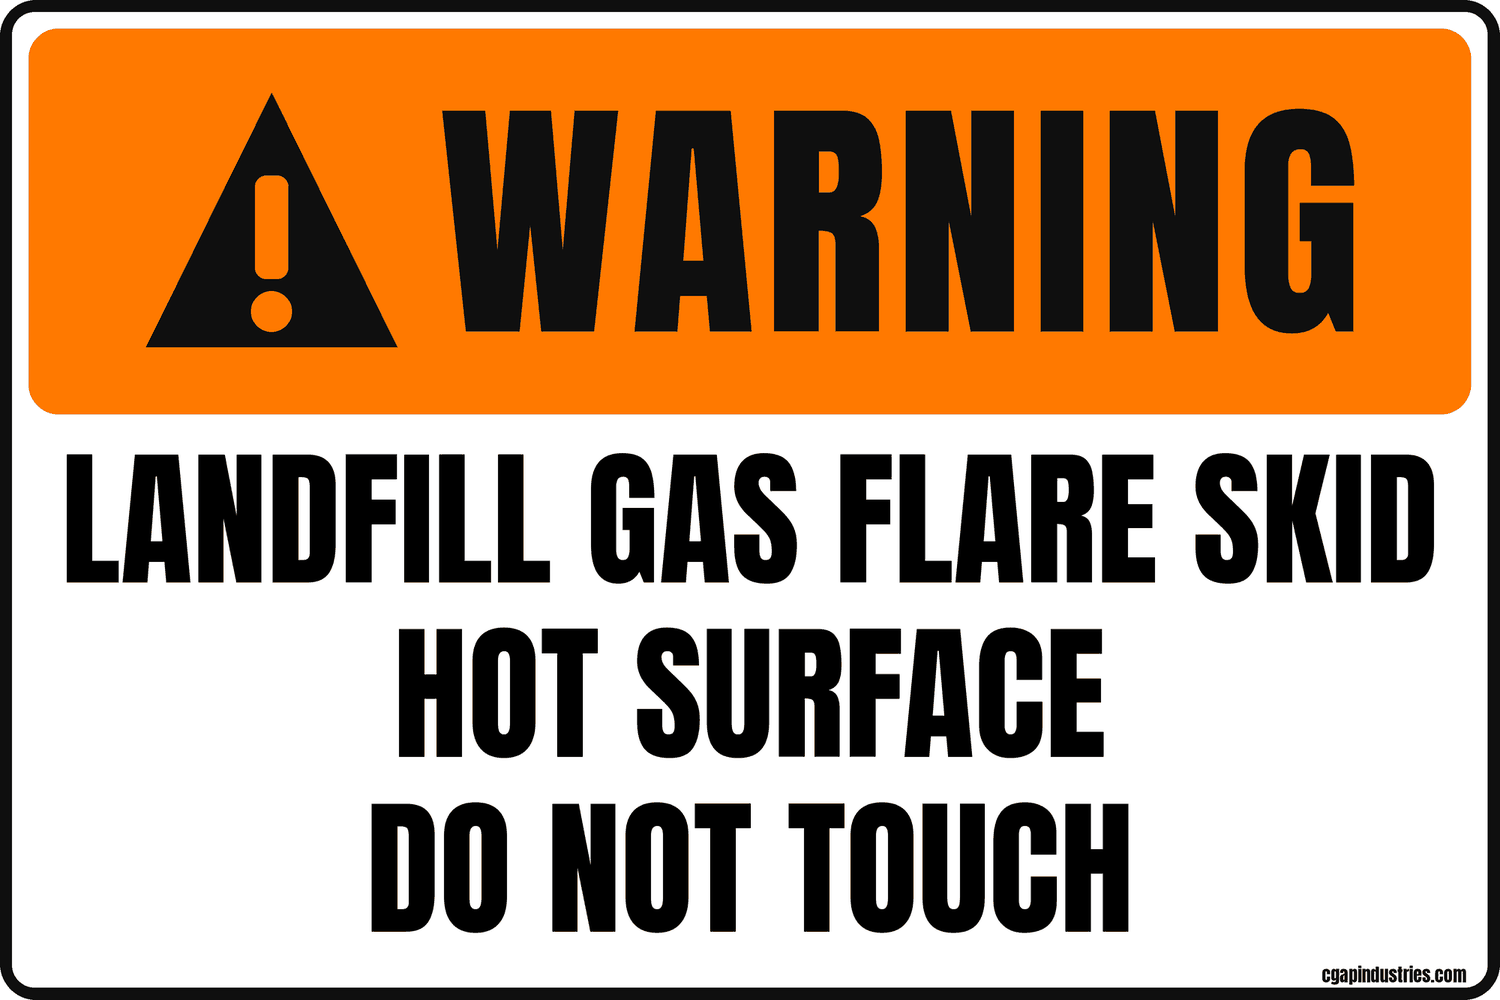 WARNING
LANDFILL GAS FLARE SKID
HOT SURFACE
DO NOT TOUCH
cgapindustries.com